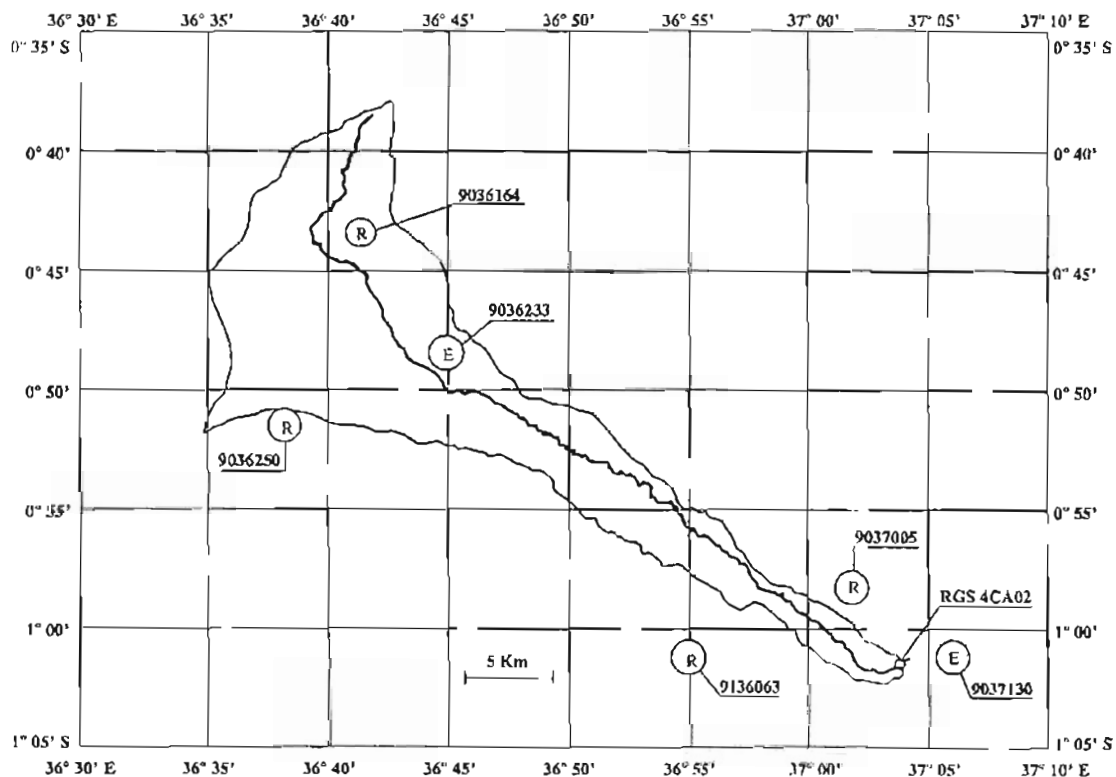 36° 30' E 36° 35' 36° 40' 36° 45' 36° 50' 36° 55' 37° 00' 37° 05' 37° 10' E
0° 35' S 0° 35' S
0° 40' 0° 40'
9036164
R
0° 45' 0° 45'
9036233
E
0° 50' 0° 50'
R
9036250
0° 55' 0° 55'
9037005
R
RGS 4CA02
1° 00' 1° 00'
5 Km
R
E
9136063
9037130
1° 05' S 1° 05' S
36° 30' E 36° 35' 36° 40' 36° 45' 36° 50' 36° 55' 37° 00' 37° 05' 37° 10' E